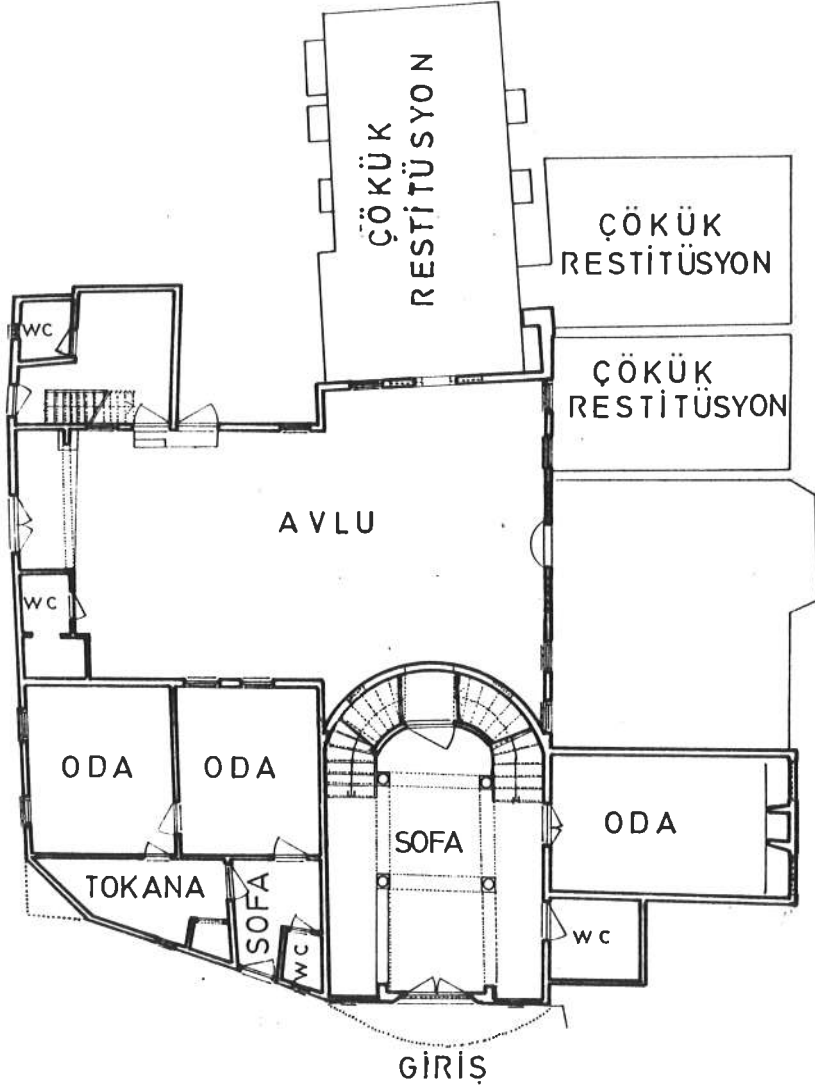 ÇÖKÜK
RESTİTÜSYON
ÇÖKÜK
RESTİTÜSYON
WC
ÇÖKÜK
RESTİTÜSYON
AVLU
WC
ODA
ODA
ODA
SOFA
TOKANA
SOFA
WC
WC
GİRİŞ